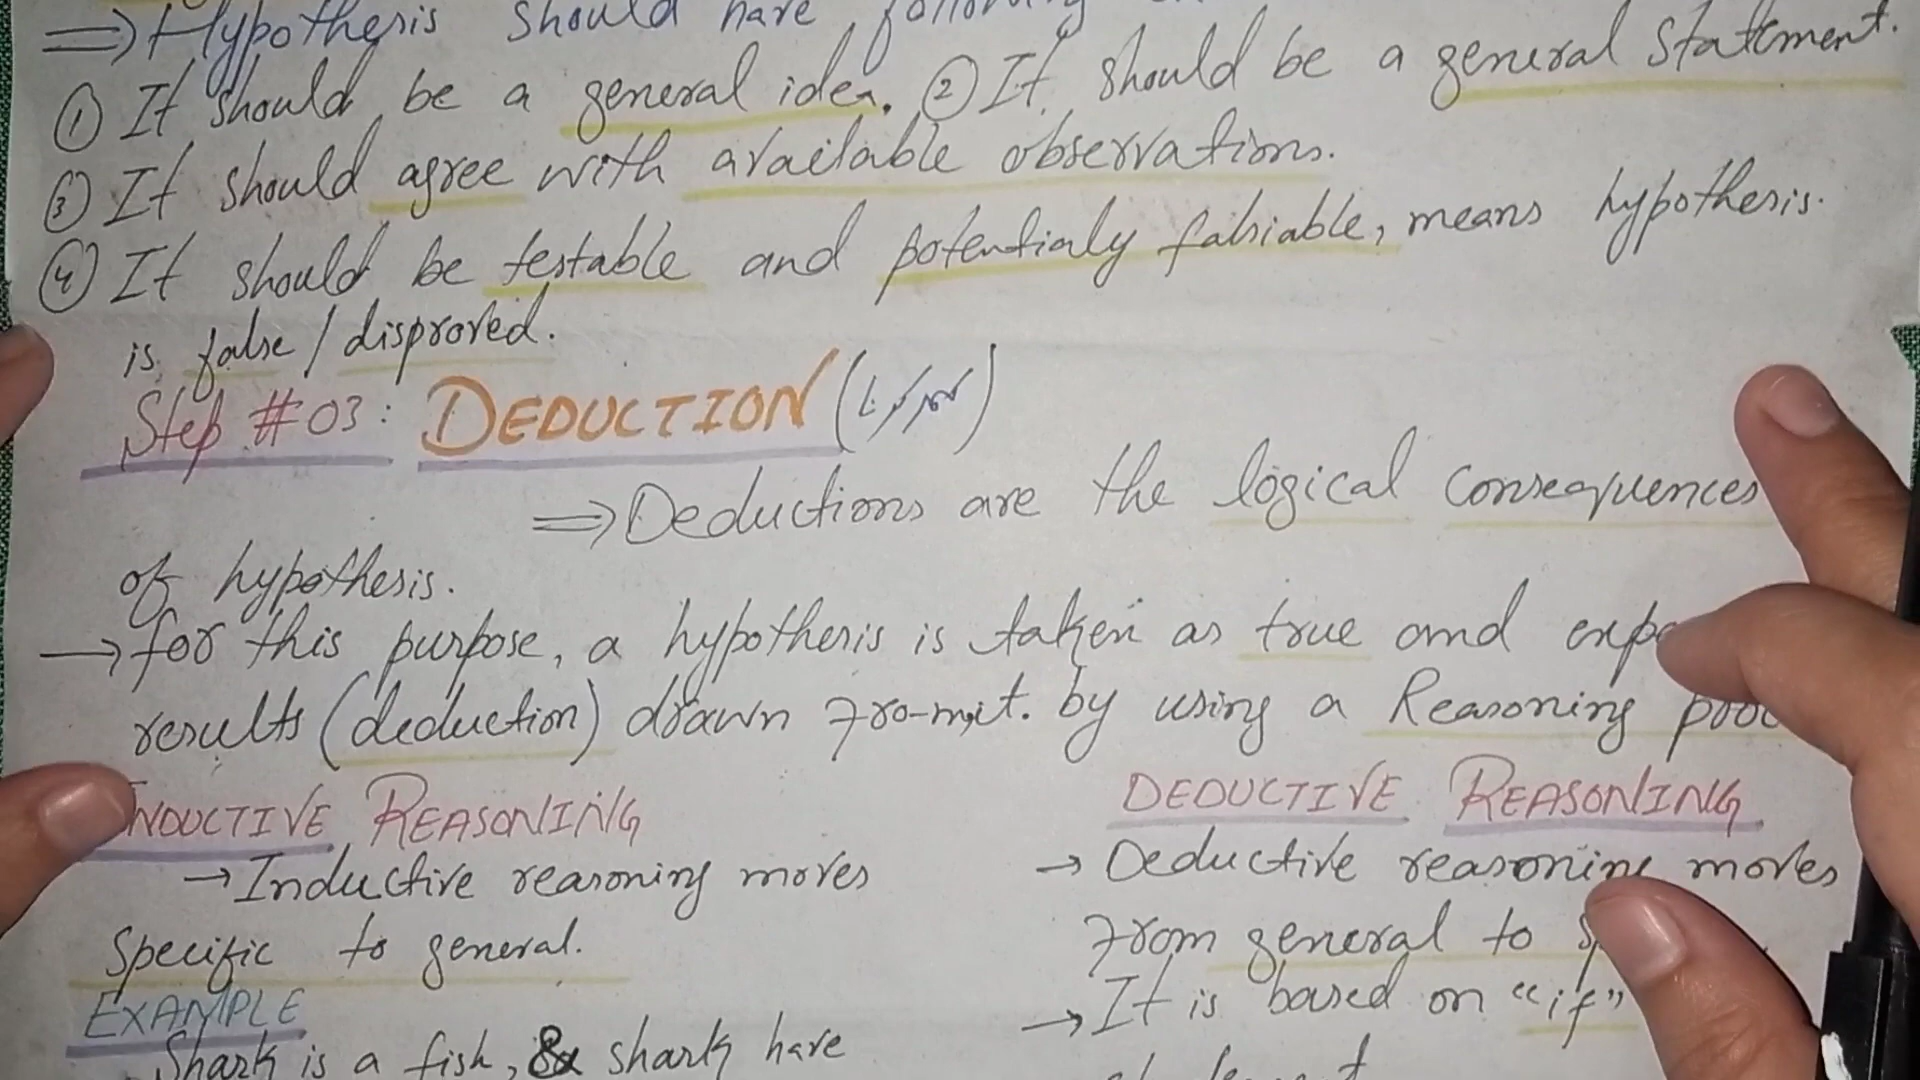 ⇒ Hypothesis should have following
① It should be a general idea. ② It should be a general statement.
③ It should agree with available observations.
④ It should be testable and potentialy falsiable, means hypothesis.
is false / disproved.
Step #03: DEDUCTION
⇒ Deductions are the logical consequences
of hypothesis.
→ for this purpose, a hypothesis is taken as true and
results (deduction) drawn fro-m,it. by using a Reasoning
INDUCTIVE REASONING
→ Inductive reasoning moves
Specific to general.
EXAMPLE
Shark is a fish, & shark have
DEDUCTIVE REASONING
→ Deductive reasoning moves
From general to
→ It is based on "if"